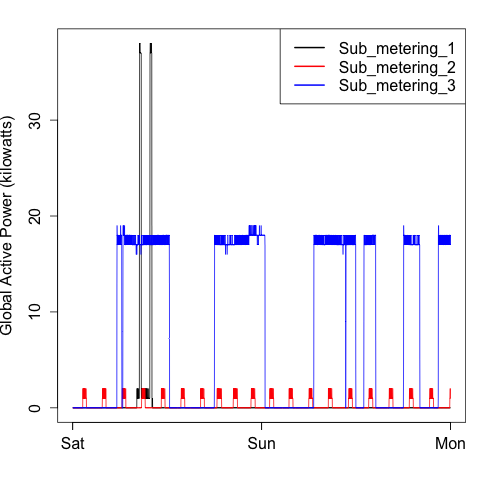 Sub_metering_1
Sub_metering_2
Sub_metering_3
Global Active Power (kilowatts)
30
20
10
0
Sat Sun Mon